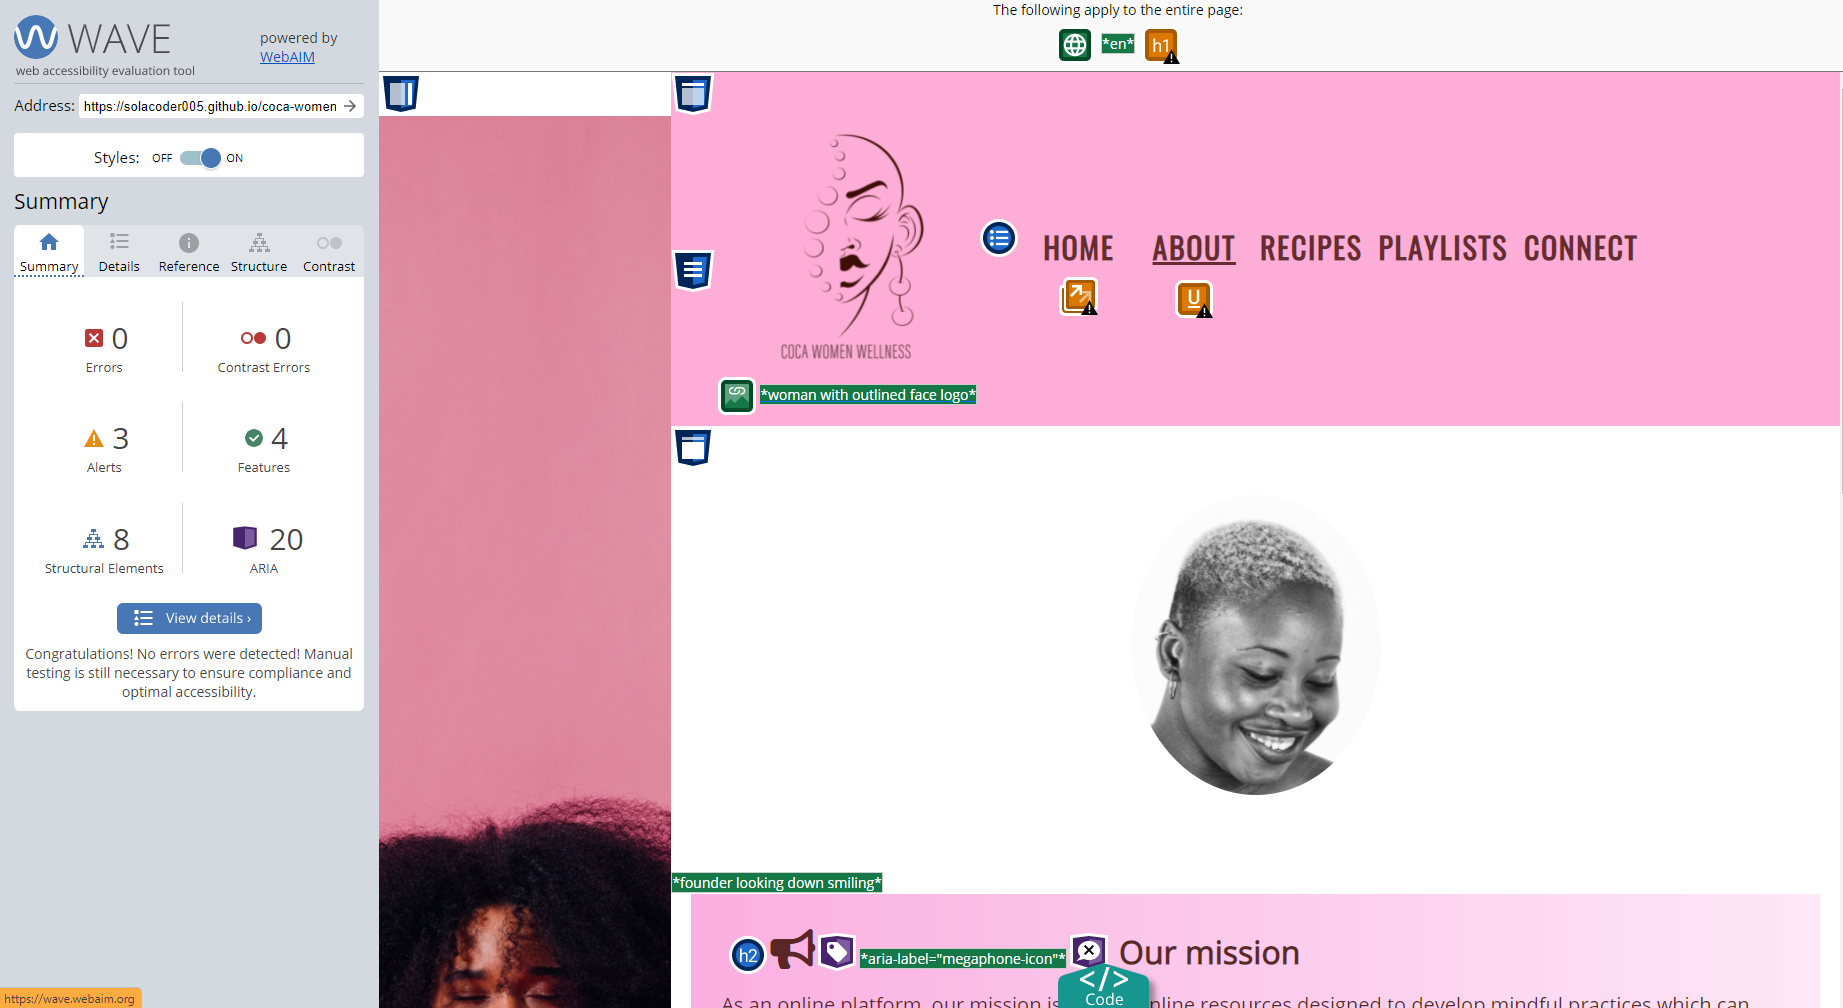 WAVE
powered by
WebAIM
web accessibility evaluation tool
Address: https://solacoder005.github.io/coca-women
Styles: OFF ON
Summary
Summary Details Reference Structure Contrast
0 0
Errors Contrast Errors
3 4
Alerts Features
8 20
Structural Elements ARIA
View details ›
Congratulations! No errors were detected! Manual
testing is still necessary to ensure compliance and
optimal accessibility.
https://wave.webaim.org
The following apply to the entire page:
*en* h1
HOME ABOUT RECIPES PLAYLISTS CONNECT
U
COCA WOMEN WELLNESS
*woman with outlined face logo*
*founder looking down smiling*
h2 *aria-label="megaphone-icon"* Our mission
</> Code
As an online platform, our mission is nline resources designed to develop mindful practices which can